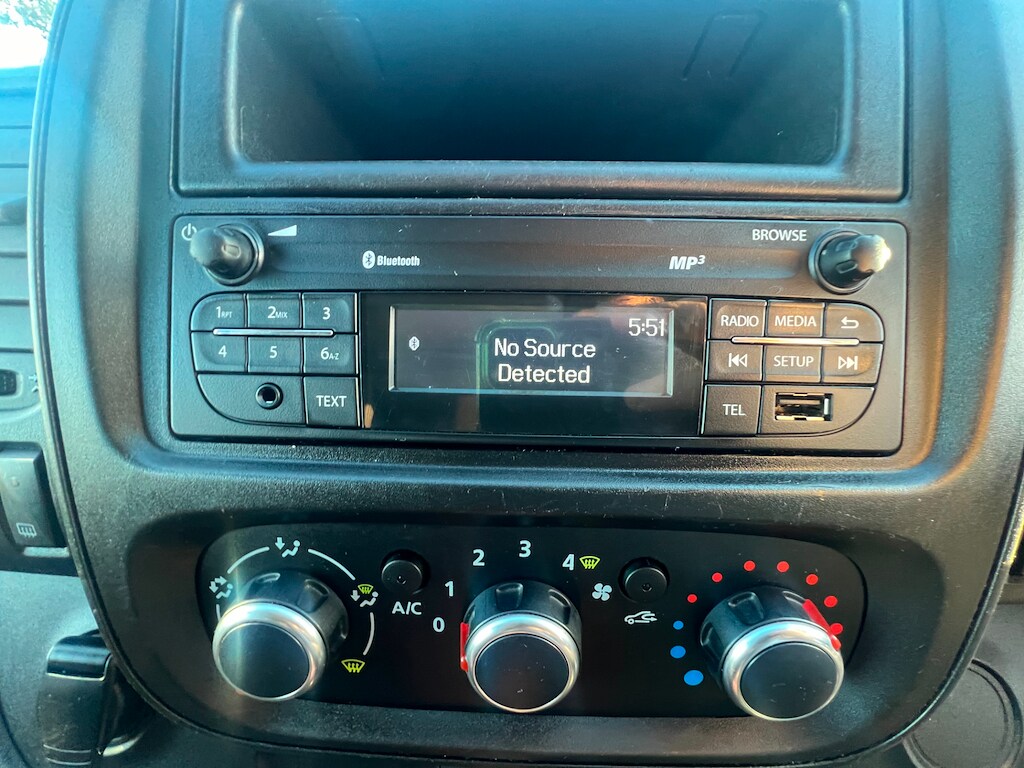 BROWSE
Bluetooth
MP3
1RPT 2MIX 3
4 5 6A-Z
TEXT
5:51
No Source
Detected
RADIO MEDIA
SETUP
TEL
0 1 2 3 4
A/C